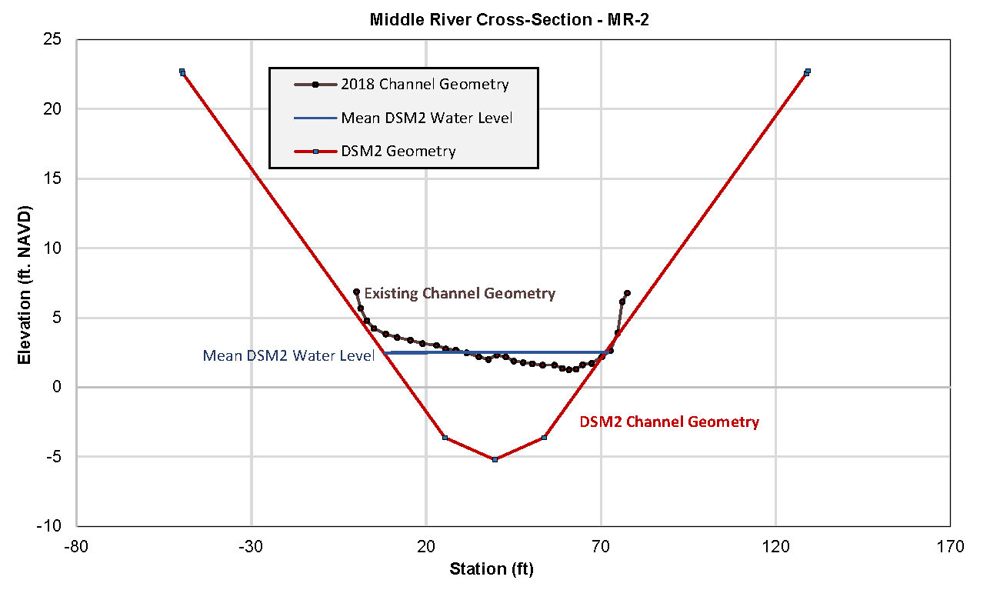 Middle River Cross-Section - MR-2
25
20
15
10
5
0
-5
-10
Elevation (ft. NAVD)
2018 Channel Geometry
Mean DSM2 Water Level
DSM2 Geometry
Existing Channel Geometry
Mean DSM2 Water Level
DSM2 Channel Geometry
-80
-30
20
70
120
170
Station (ft)